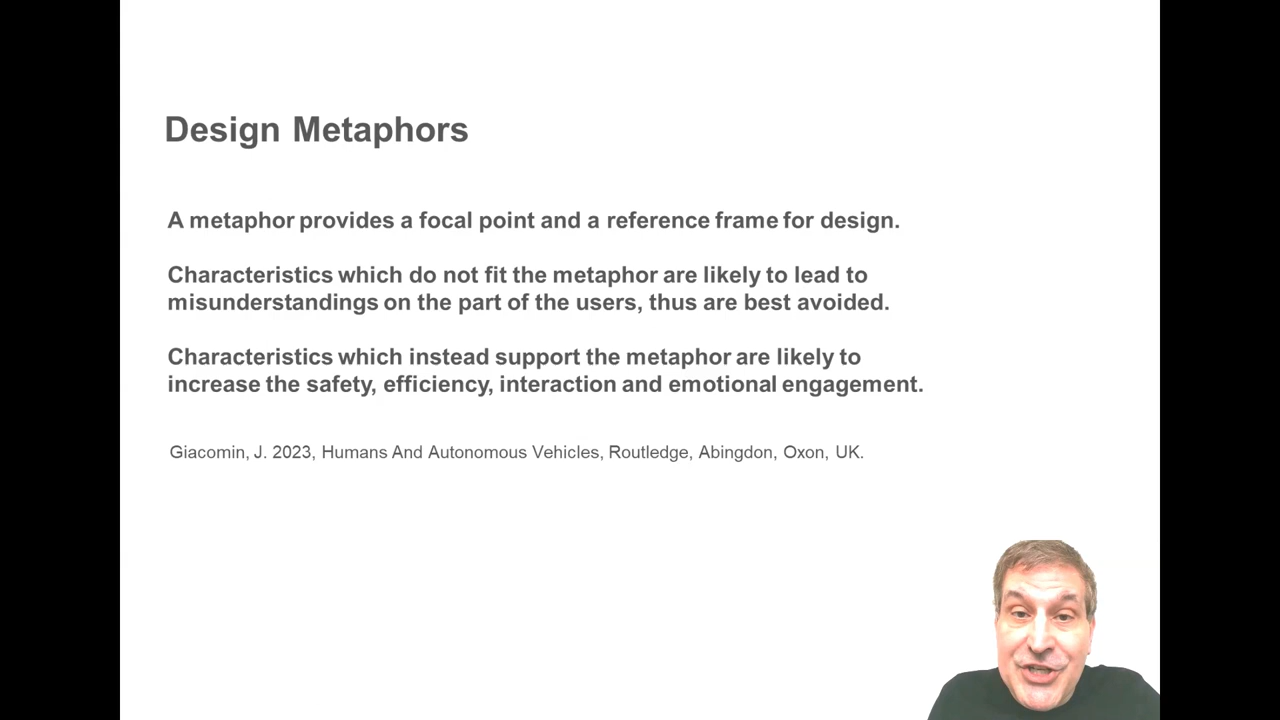 Design Metaphors
A metaphor provides a focal point and a reference frame for design.
Characteristics which do not fit the metaphor are likely to lead to
misunderstandings on the part of the users, thus are best avoided.
Characteristics which instead support the metaphor are likely to
increase the safety, efficiency, interaction and emotional engagement.
Giacomin, J. 2023, Humans And Autonomous Vehicles, Routledge, Abingdon, Oxon, UK.